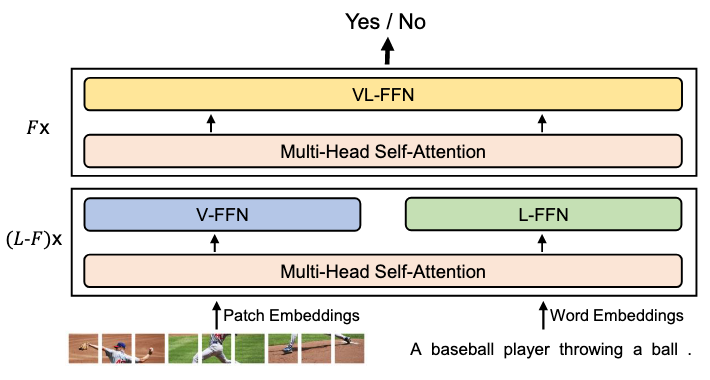 Yes / No
VL-FFN
Fx
Multi-Head Self-Attention
V-FFN
L-FFN
(L-F)x
Multi-Head Self-Attention
Patch Embeddings
Word Embeddings
A baseball player throwing a ball .